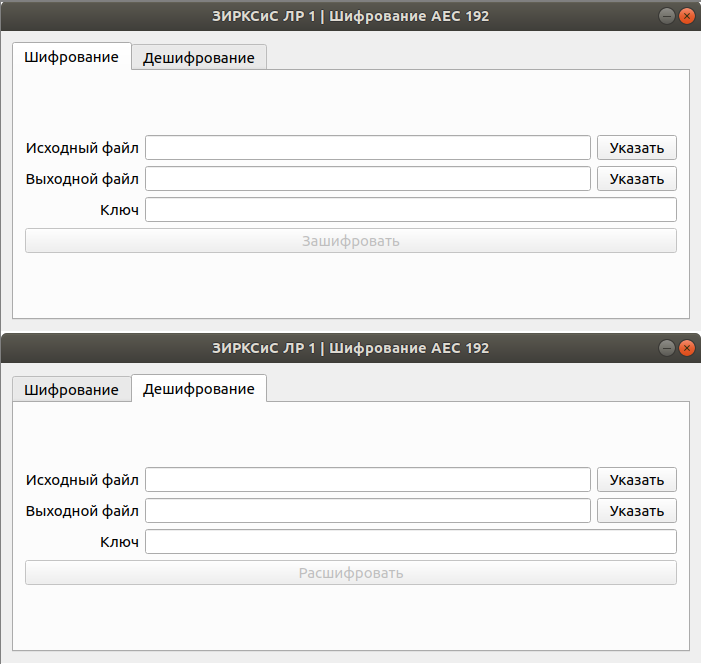 ЗИРКСиС ЛР 1 | Шифрование АЕС 192
Шифрование Дешифрование
Исходный файл Указать
Выходной файл Указать
Ключ
Зашифровать
ЗИРКСиС ЛР 1 | Шифрование АЕС 192
Шифрование Дешифрование
Исходный файл Указать
Выходной файл Указать
Ключ
Расшифровать